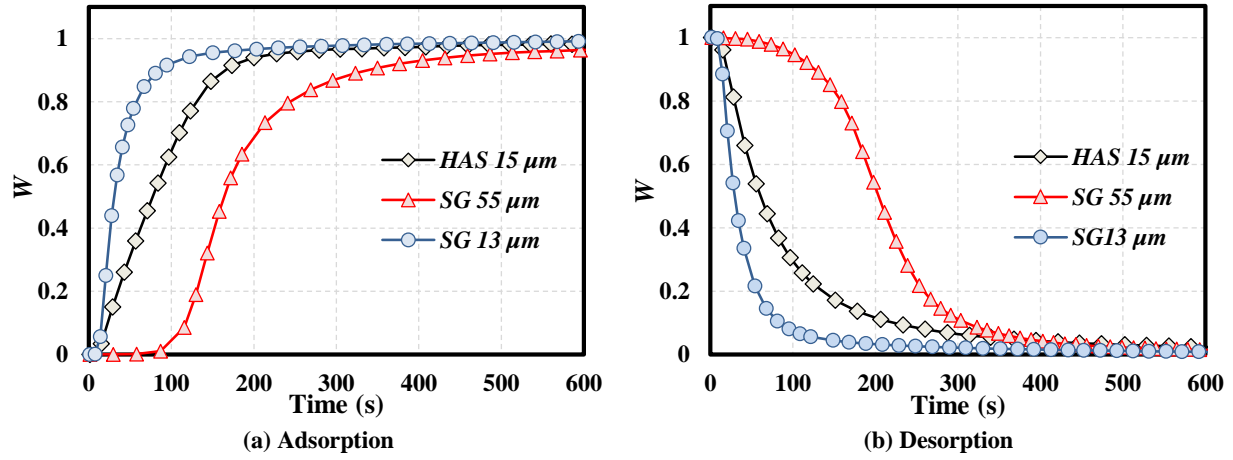 1
0.8
0.6
0.4
0.2
0
W
HAS 15 µm
SG 55 µm
SG 13 µm
0 100 200 300 400 500 600
Time (s)
(a) Adsorption
1
0.8
0.6
0.4
0.2
0
W
HAS 15 µm
SG 55 µm
SG13 µm
0 100 200 300 400 500 600
Time (s)
(b) Desorption